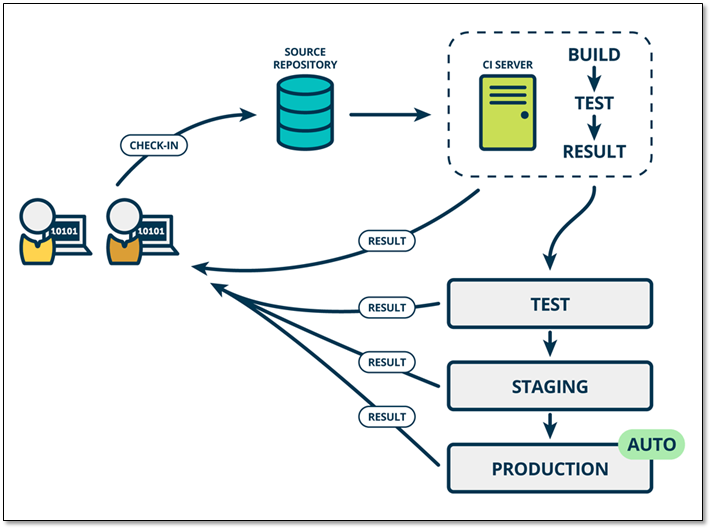 SOURCE
REPOSITORY
CI SERVER
BUILD
TEST
RESULT
CHECK-IN
10101
10101
RESULT
RESULT
TEST
RESULT
STAGING
RESULT
AUTO
PRODUCTION